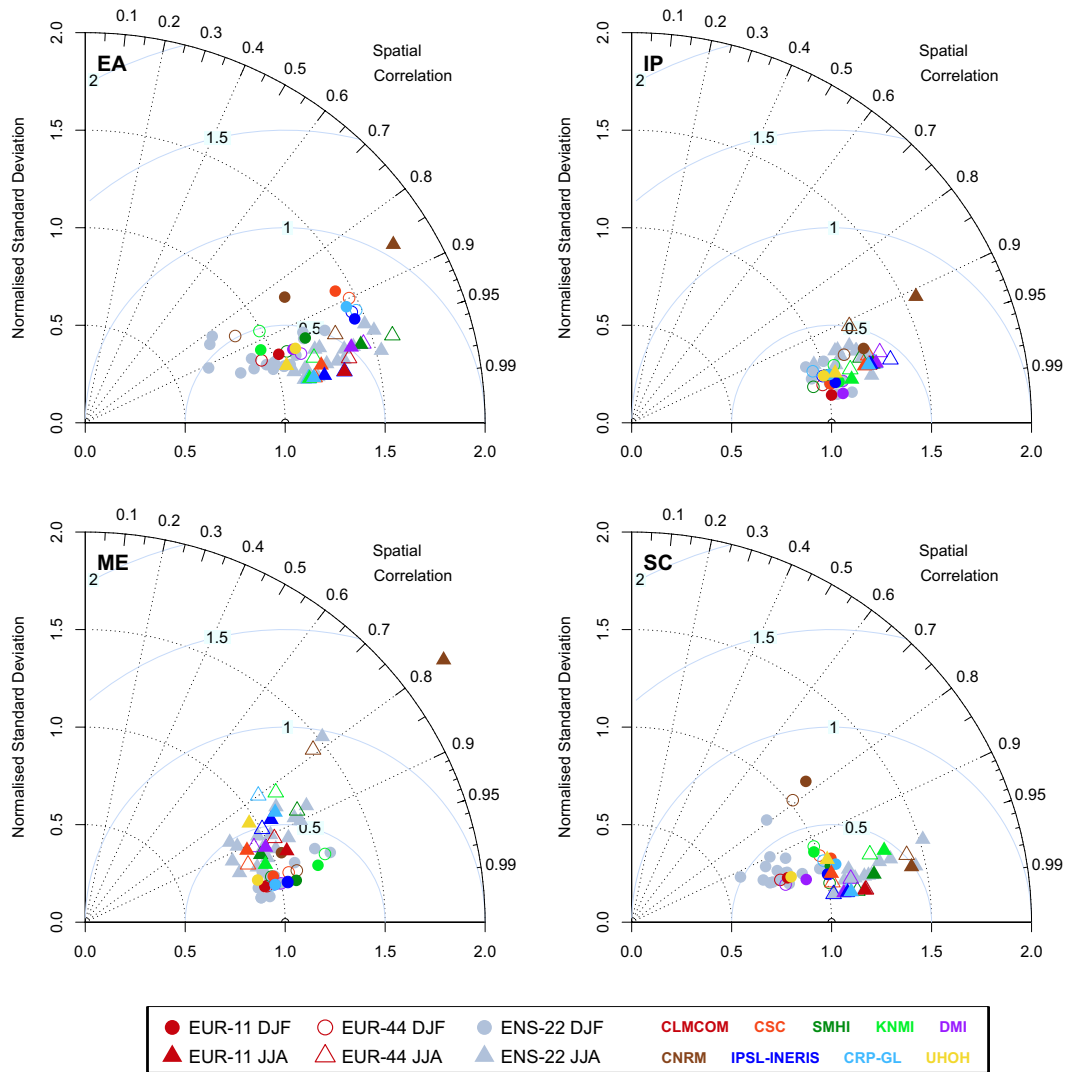 EA
Spatial
Correlation
0.1 0.2 0.3 0.4 0.5 0.6 0.7 0.8 0.9 0.95 0.99
2 1.5 1 0.5
Normalised Standard Deviation
2.0 1.5 1.0 0.5 0.0
0.0 0.5 1.0 1.5 2.0
IP
Spatial
Correlation
0.1 0.2 0.3 0.4 0.5 0.6 0.7 0.8 0.9 0.95 0.99
2 1.5 1 0.5
Normalised Standard Deviation
2.0 1.5 1.0 0.5 0.0
0.0 0.5 1.0 1.5 2.0
ME
Spatial
Correlation
0.1 0.2 0.3 0.4 0.5 0.6 0.7 0.8 0.9 0.95 0.99
2 1.5 1 0.5
Normalised Standard Deviation
2.0 1.5 1.0 0.5 0.0
0.0 0.5 1.0 1.5 2.0
SC
Spatial
Correlation
0.1 0.2 0.3 0.4 0.5 0.6 0.7 0.8 0.9 0.95 0.99
2 1.5 1 0.5
Normalised Standard Deviation
2.0 1.5 1.0 0.5 0.0
0.0 0.5 1.0 1.5 2.0
EUR-11 DJF EUR-44 DJF ENS-22 DJF CLMCOM CSC SMHI KNMI DMI
EUR-11 JJA EUR-44 JJA ENS-22 JJA CNRM IPSL-INERIS CRP-GL UHOH